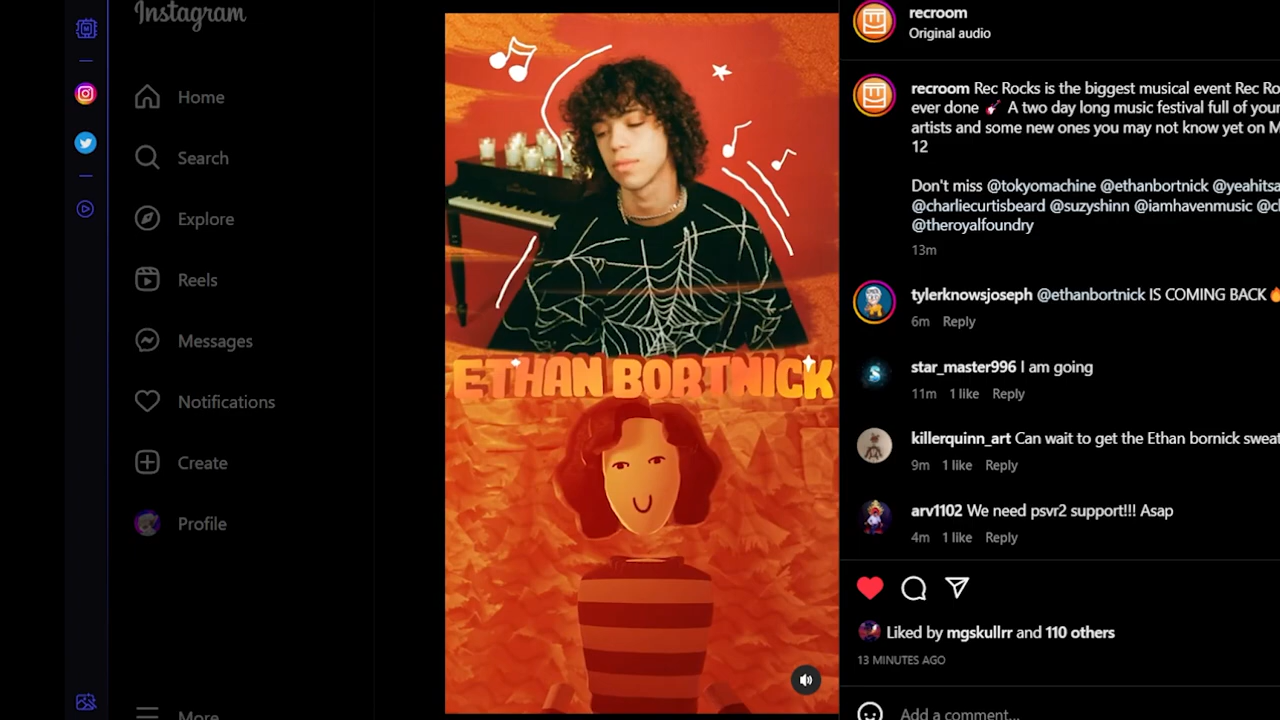 Instagram
Home
Search
Explore
Reels
Messages
Notifications
Create
Profile
More
ETHAN BORTNICK
recroom
Original audio
recroom Rec Rocks is the biggest musical event Rec
ever done 🎸 A two day long music festival full of
artists and some new ones you may not know yet on
12
Don't miss @tokyomachine @ethanbortnick
@charliecurtisbeard @suzyshinn @iamhavenmusic
@theroyalfoundry
13m
tylerknowsjoseph @ethanbortnick IS COMING BACK 🔥
6m Reply
star_master996 I am going
11m 1 like Reply
killerquinn_art Can wait to get the Ethan bornick
9m 1 like Reply
arv1102 We need psvr2 support!!! Asap
4m 1 like Reply
Liked by mgskullrr and 110 others
13 MINUTES AGO
Add a comment...